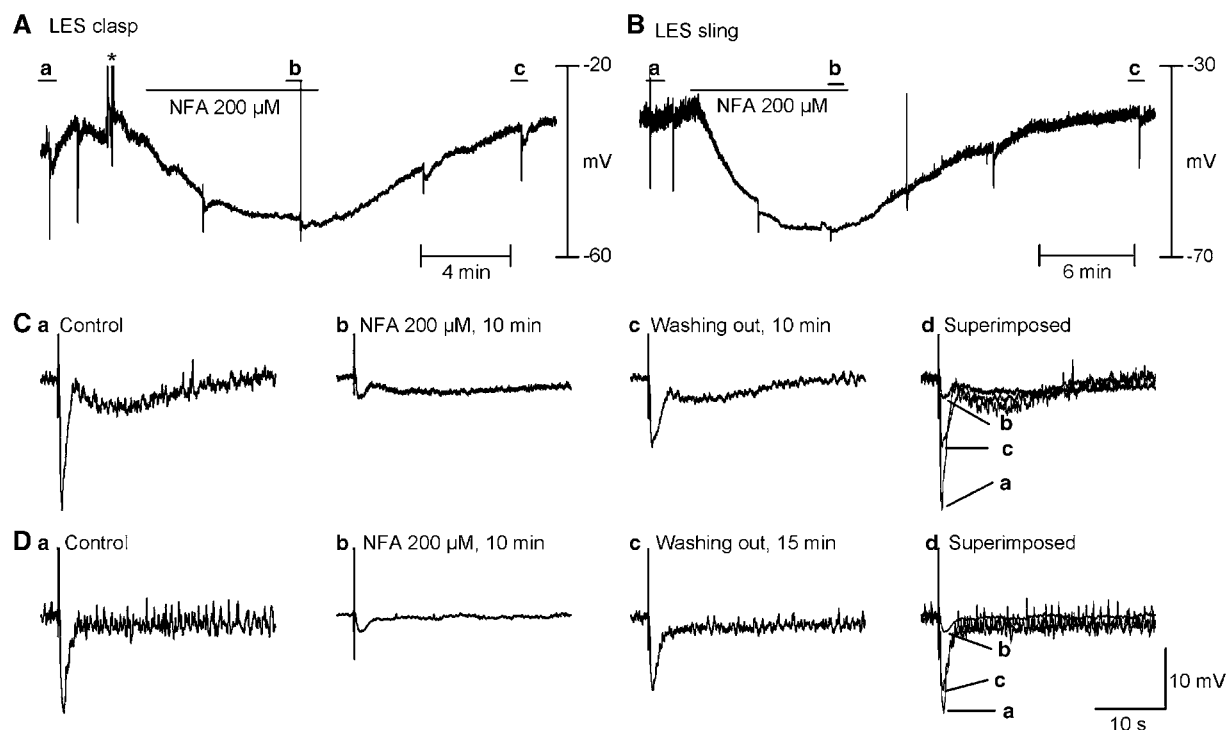 A LES clasp
B LES sling
a
*
b
c
-20
NFA 200 µM
mV
4 min
-60
a
b
c
-30
NFA 200 µM
mV
6 min
-70
C a Control
b NFA 200 µM, 10 min
c Washing out, 10 min
d Superimposed
b
c
a
D a Control
b NFA 200 µM, 10 min
c Washing out, 15 min
d Superimposed
b
c
a
10 mV
10 s